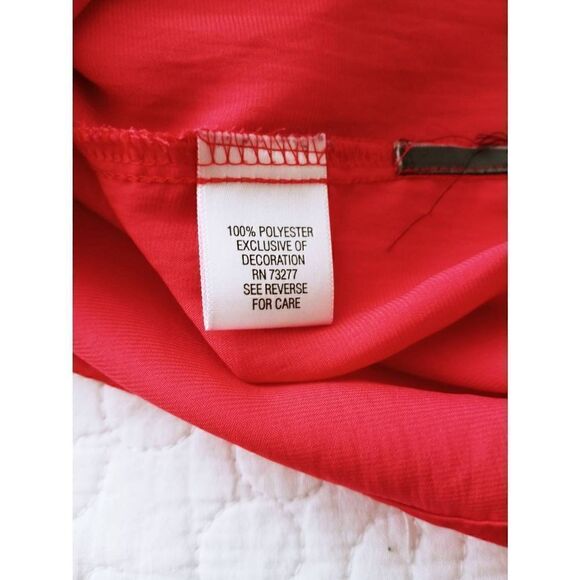 100% POLYESTER
EXCLUSIVE OF
DECORATION
RN 73277
SEE REVERSE
FOR CARE